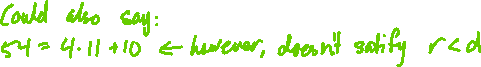 Could also say:
54 = 4·11 + 10 ← however, doesn't satisfy r < d